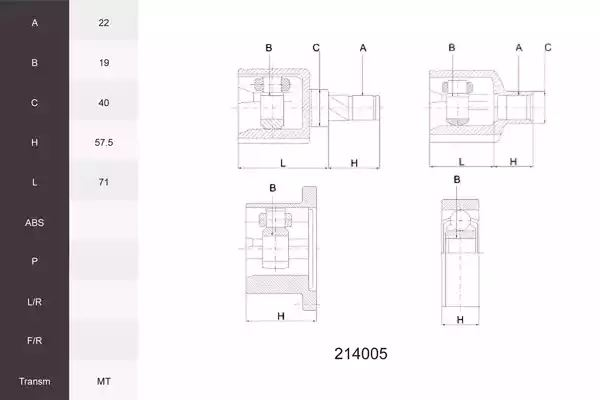 A 22
B 19
C 40
H 57.5
L 71
ABS
P
L/R
F/R
Transm MT
B C A
L H
B A C
L H
B
H
B
H
214005